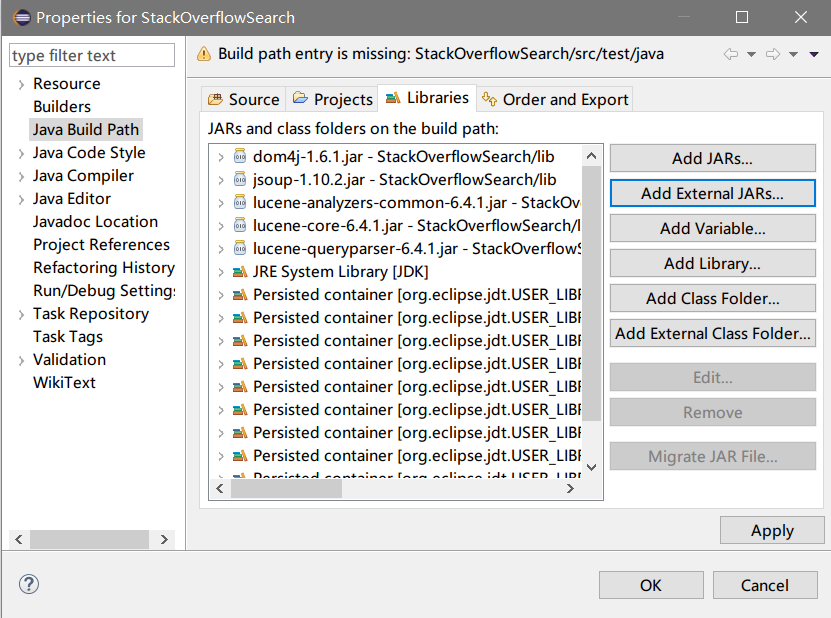 Properties for StackOverflowSearch
type filter text
Build path entry is missing: StackOverflowSearch/src/test/java
Resource
Builders
Java Build Path
Java Code Style
Java Compiler
Java Editor
Javadoc Location
Project References
Refactoring History
Run/Debug Settings
Task Repository
Task Tags
Validation
WikiText
Source
Projects
Libraries
Order and Export
JARs and class folders on the build path:
dom4j-1.6.1.jar - StackOverflowSearch/lib
jsoup-1.10.2.jar - StackOverflowSearch/lib
lucene-analyzers-common-6.4.1.jar - StackOv
lucene-core-6.4.1.jar - StackOverflowSearch/l
lucene-queryparser-6.4.1.jar - StackOverflowS
JRE System Library [JDK]
Persisted container [org.eclipse.jdt.USER_LIBR
Persisted container [org.eclipse.jdt.USER_LIBR
Persisted container [org.eclipse.jdt.USER_LIBR
Persisted container [org.eclipse.jdt.USER_LIBR
Persisted container [org.eclipse.jdt.USER_LIBR
Persisted container [org.eclipse.jdt.USER_LIBR
Persisted container [org.eclipse.jdt.USER_LIBR
Persisted container [org.eclipse.jdt.USER_LIBR
Persisted container [org.eclipse.jdt.USER_LIBR
Add JARs...
Add External JARs...
Add Variable...
Add Library...
Add Class Folder...
Add External Class Folder...
Edit...
Remove
Migrate JAR File...
Apply
OK
Cancel